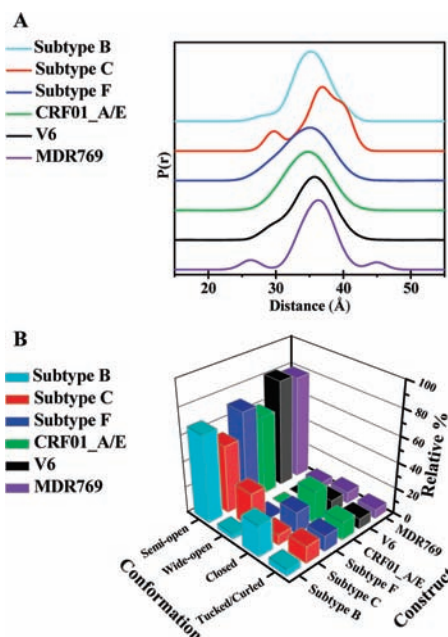 A
Subtype B
Subtype C
Subtype F
CRF01_A/E
V6
MDR769
P(r)
20 30 40 50
Distance (Å)
B
Subtype B
Subtype C
Subtype F
CRF01_A/E
V6
MDR769
100
80
60
40
20
0
Relative %
Semi-open
Wide-open
Closed
Tucked/Curled
Conformation
MDR769
V6
CRF01_A/E
Subtype F
Subtype C
Subtype B
Construct